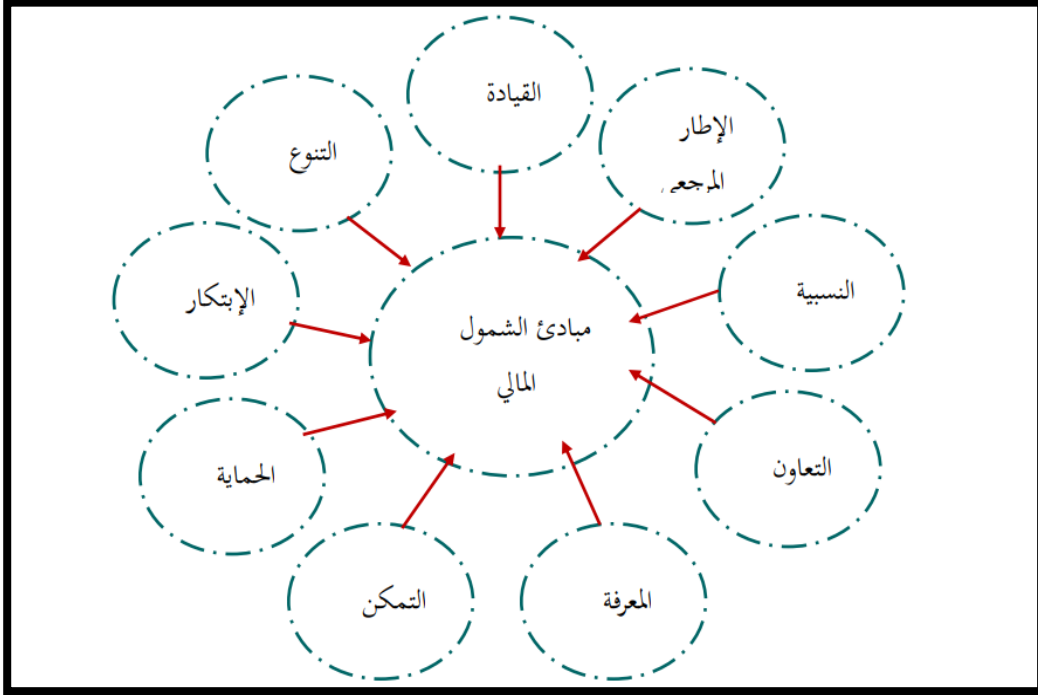 القيادة
الإطار
المرجعي
التنوع
النسبية
الإبتكار
مبادئ الشمول
المالي
التعاون
الحماية
المعرفة
التمكن